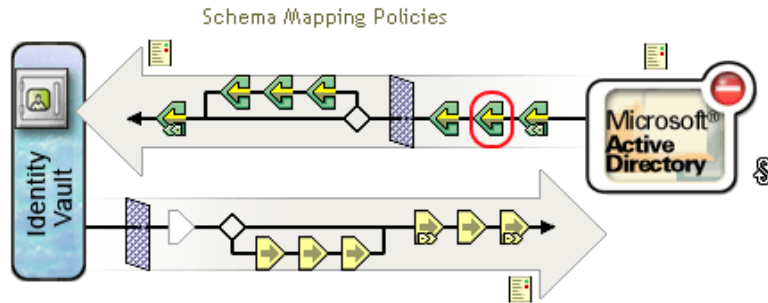 Schema Mapping Policies
Identity
Vault
Microsoft®
Active
Directory